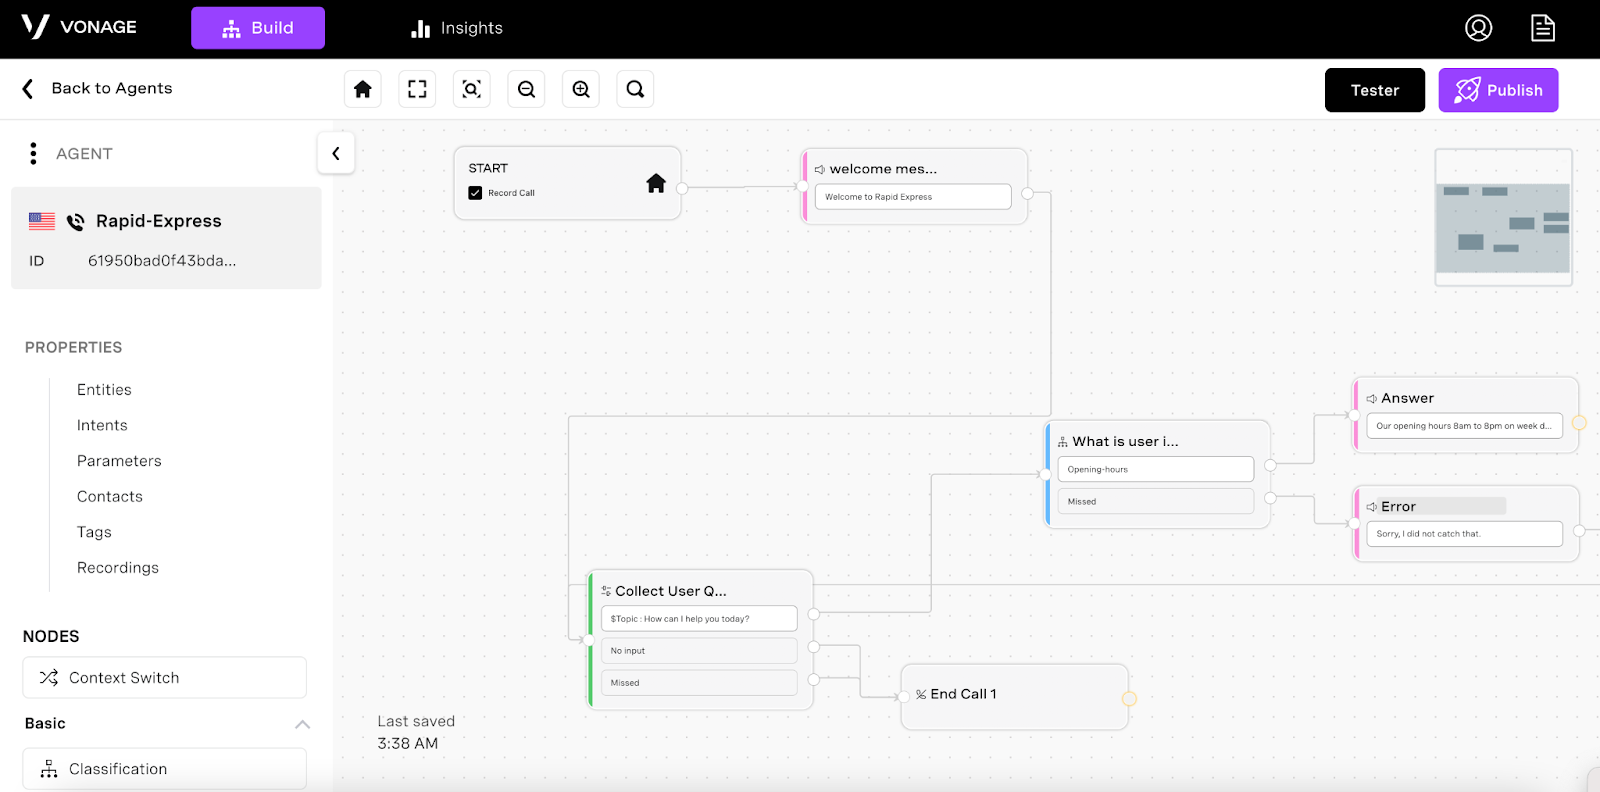 VONAGE
Build
Insights
Back to Agents
Tester
Publish
AGENT
Rapid-Express
ID 61950bad0f43bda...
PROPERTIES
Entities
Intents
Parameters
Contacts
Tags
Recordings
NODES
Context Switch
Basic
Classification
START
Record Call
welcome mes...
Welcome to Rapid Express
What is user i...
Opening-hours
Missed
Answer
Our opening hours 8am to 8pm on week d...
Error
Sorry, I did not catch that.
Collect User Q...
$Topic : How can I help you today?
No input
Missed
End Call 1
Last saved
3:38 AM